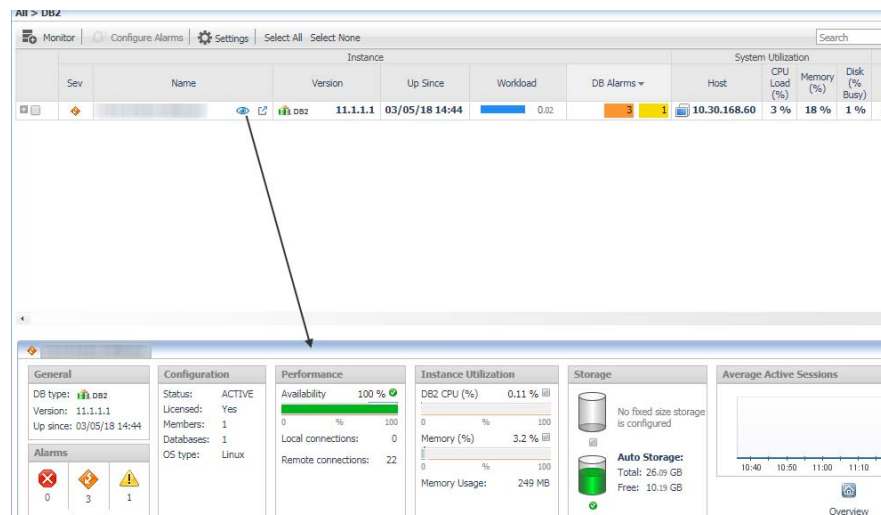 All > DB2
Monitor Configure Alarms Settings Select All Select None Search
Instance System Utilization
Sev Name Version Up Since Workload DB Alarms Host CPU Load (%) Memory (%) Disk (% Busy)
DB2 11.1.1.1 03/05/18 14:44 0.02 3 1 10.30.168.60 3 % 18 % 1 %
General Configuration Performance Instance Utilization Storage Average Active Sessions
DB type: DB2
Version: 11.1.1.1
Up since: 03/05/18 14:44
Alarms
0 3 1
Status: ACTIVE
Licensed: Yes
Members: 1
Databases: 1
OS type: Linux
Availability 100 %
0 % 100
Local connections: 0
Remote connections: 22
DB2 CPU (%) 0.11 %
0 % 100
Memory (%) 3.2 %
0 % 100
Memory Usage: 249 MB
No fixed size storage
is configured
Auto Storage:
Total: 26.09 GB
Free: 10.19 GB
10:40 10:50 11:00 11:10
Overview